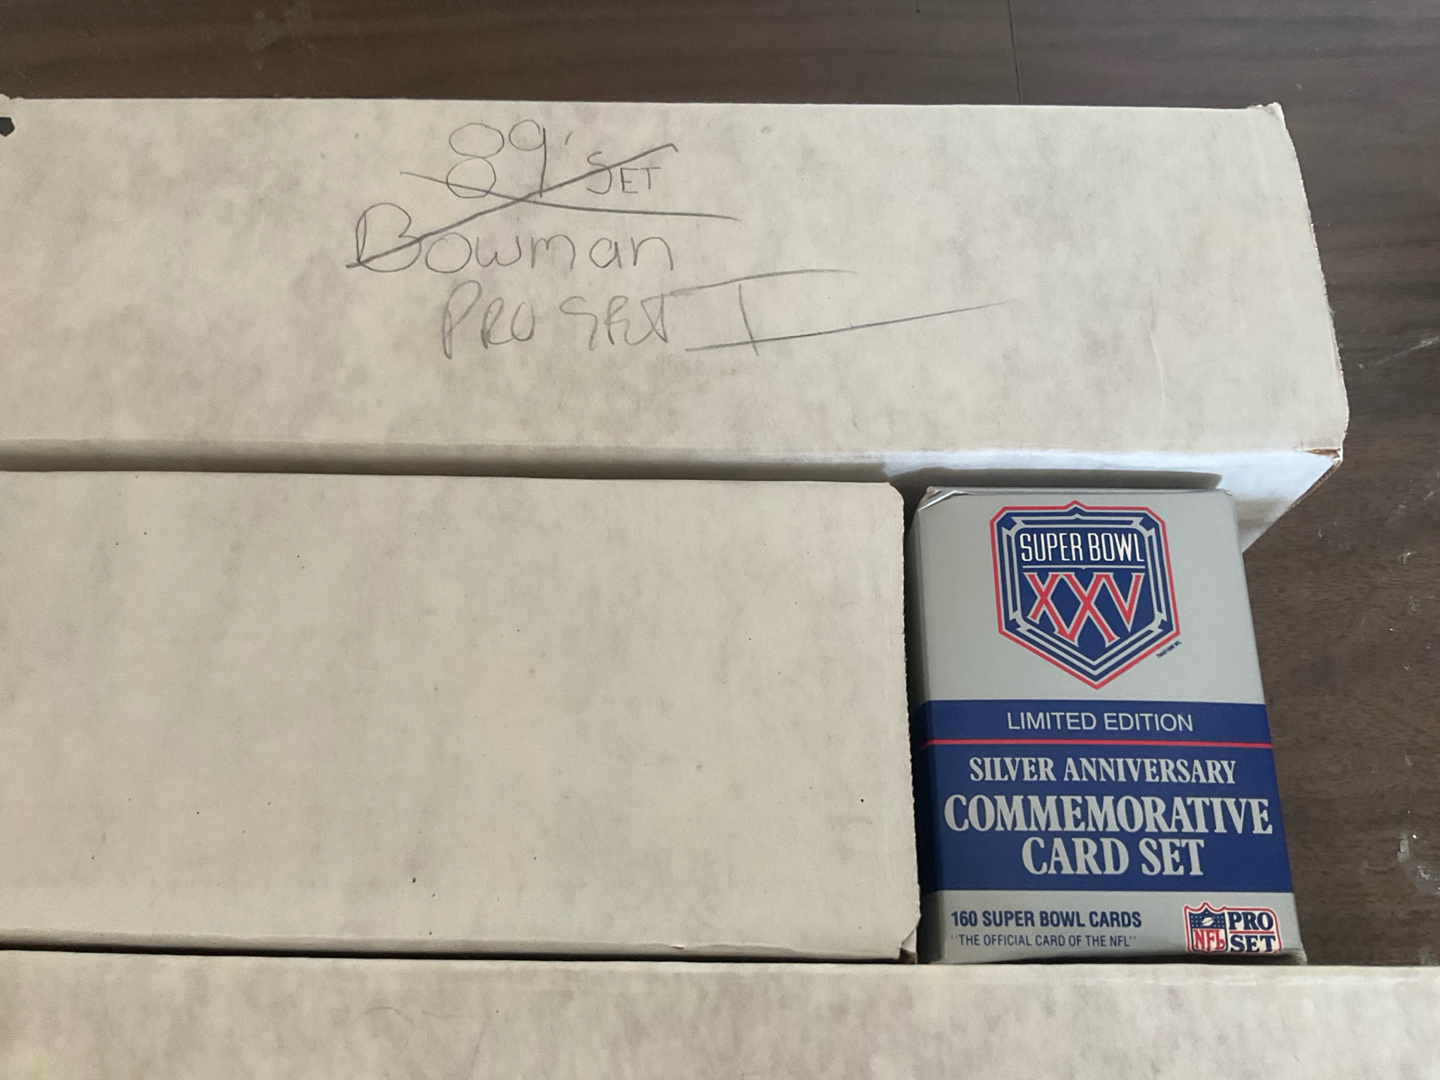 89' SET
Bowman
PRO SET I
SUPER BOWL
XXV
LIMITED EDITION
SILVER ANNIVERSARY
COMMEMORATIVE
CARD SET
160 SUPER BOWL CARDS
"THE OFFICIAL CARD OF THE NFL"
NFL
PRO
SET